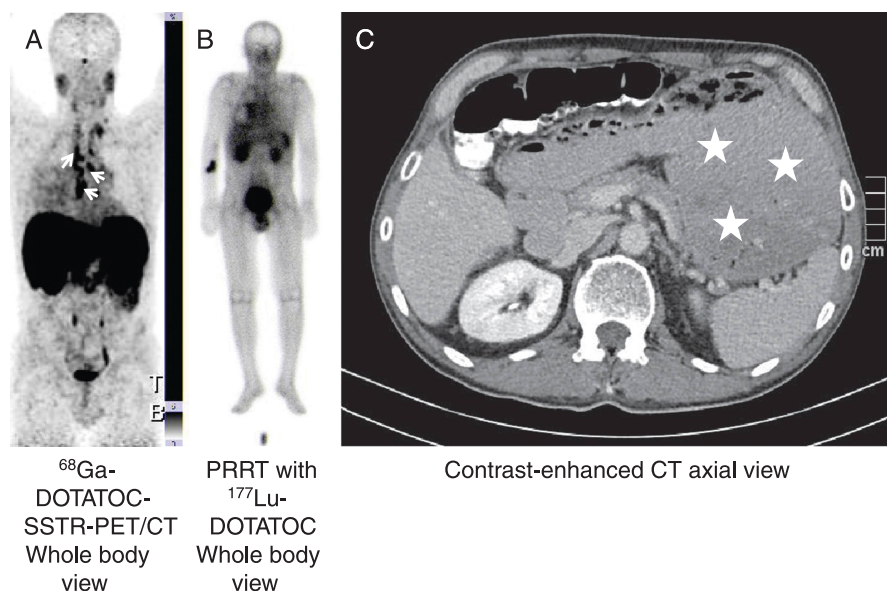 A
B
C
%
T
B
cm
68Ga-
DOTATOC-
SSTR-PET/CT
Whole body
view
PRRT with
177Lu-
DOTATOC
Whole body
view
Contrast-enhanced CT axial view